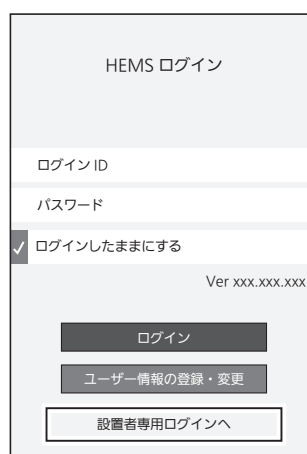 HEMS ログイン
ログイン ID
パスワード
ログインしたままにする
Ver xxx.xxx.xxx
ログイン
ユーザー情報の登録・変更
設置者専用ログインへ